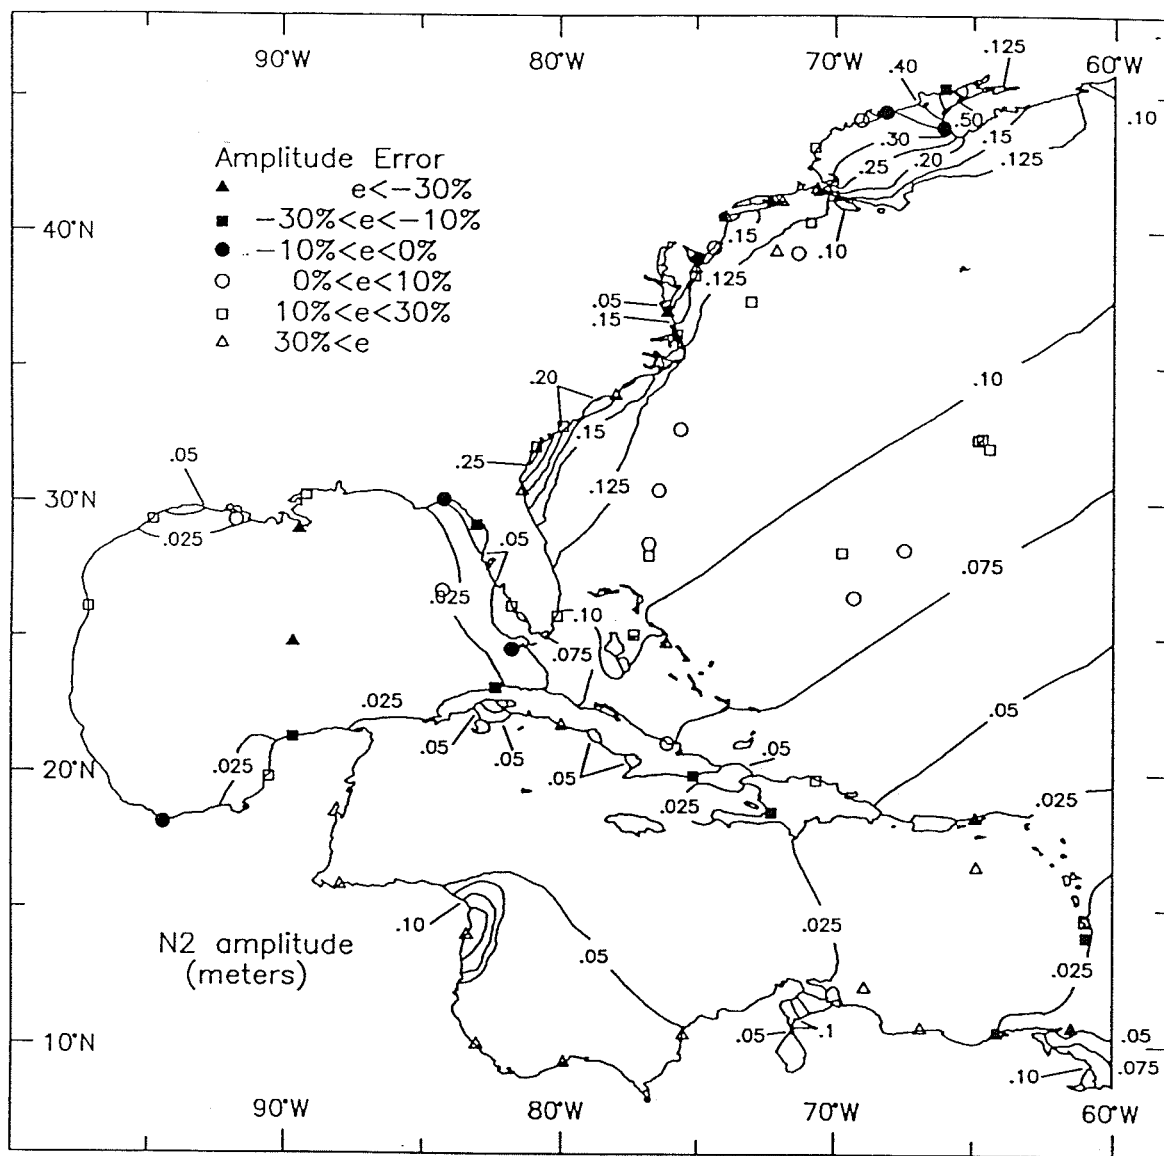 90°W
80°W
70°W
60°W
.125
.40
.10
.50
.30
.15
.20
.25
.125
Amplitude Error
e<-30%
-30%<e<-10%
-10%<e<0%
0%<e<10%
10%<e<30%
30%<e
40°N
.15
.10
.125
.05
.15
.10
.20
.15
.25
.05
.125
30°N
.025
.05
.075
.025
.10
.075
.025
.05
.05
.05
.05
.05
20°N
.025
.025
.025
.10
.025
N2 amplitude
(meters)
.05
.025
10°N
.05
.1
.05
.075
.10
90°W
80°W
70°W
60°W